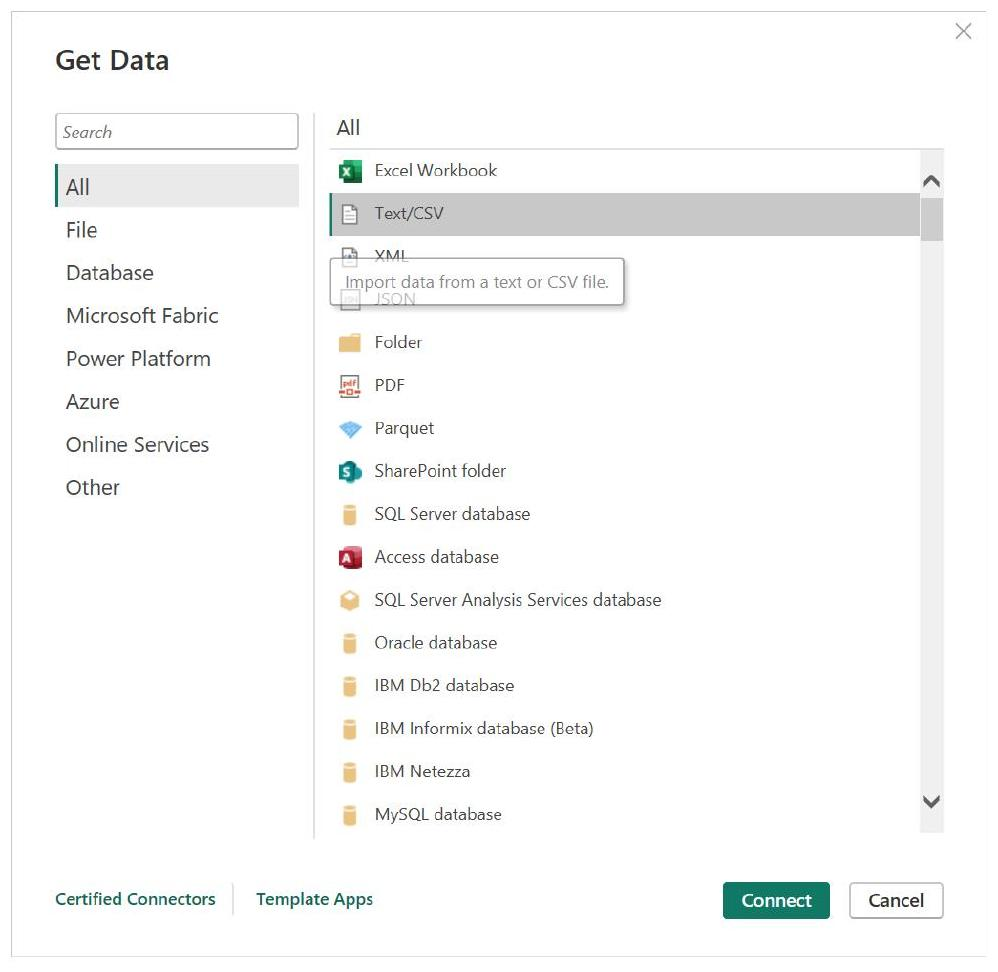 Get Data
Search
All
File
Database
Microsoft Fabric
Power Platform
Azure
Online Services
Other
All
Excel Workbook
Text/CSV
XML
Import data from a text or CSV file.
JSON
Folder
PDF
Parquet
SharePoint folder
SQL Server database
Access database
SQL Server Analysis Services database
Oracle database
IBM Db2 database
IBM Informix database (Beta)
IBM Netezza
MySQL database
Certified Connectors
Template Apps
Connect
Cancel